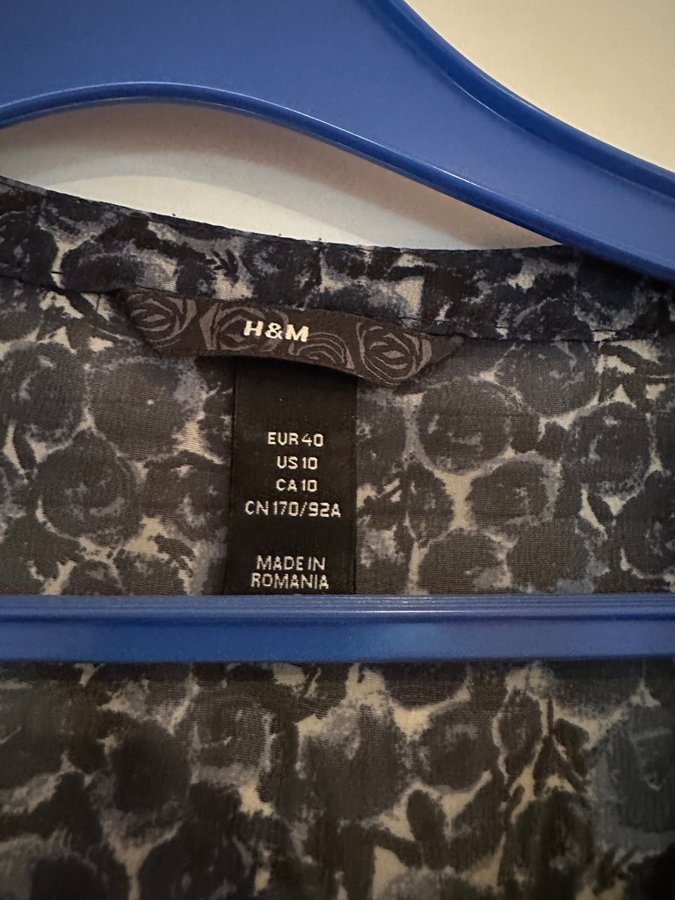 H&M
EUR 40
US 10
CA 10
CN 170/92A
MADE IN
ROMANIA